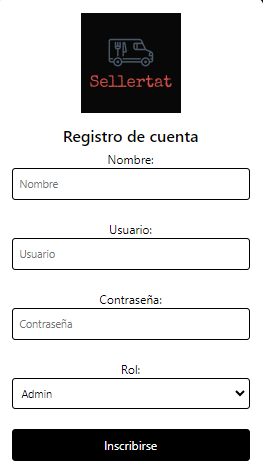 Sellertat
Registro de cuenta
Nombre:
Nombre
Usuario:
Usuario
Contraseña:
Contraseña
Rol:
Admin
Inscribirse